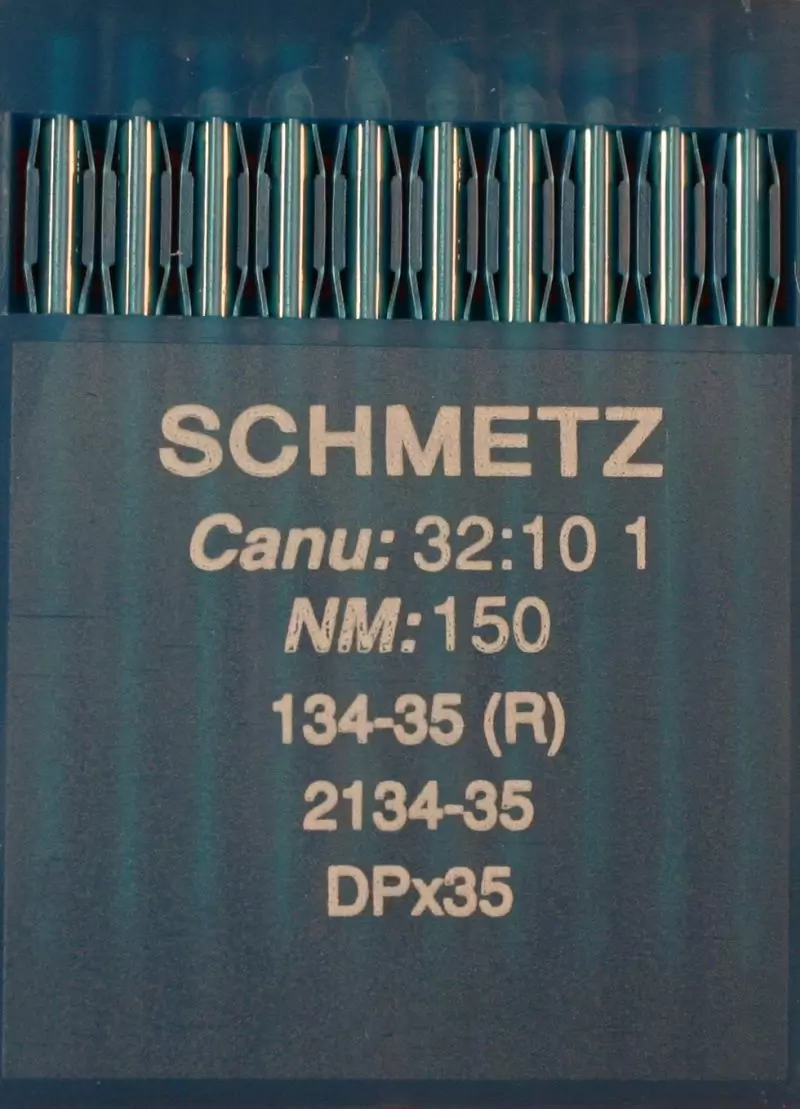 SCHMETZ
Canu: 32:10 1
NM: 150
134-35 (R)
2134-35
DPx35